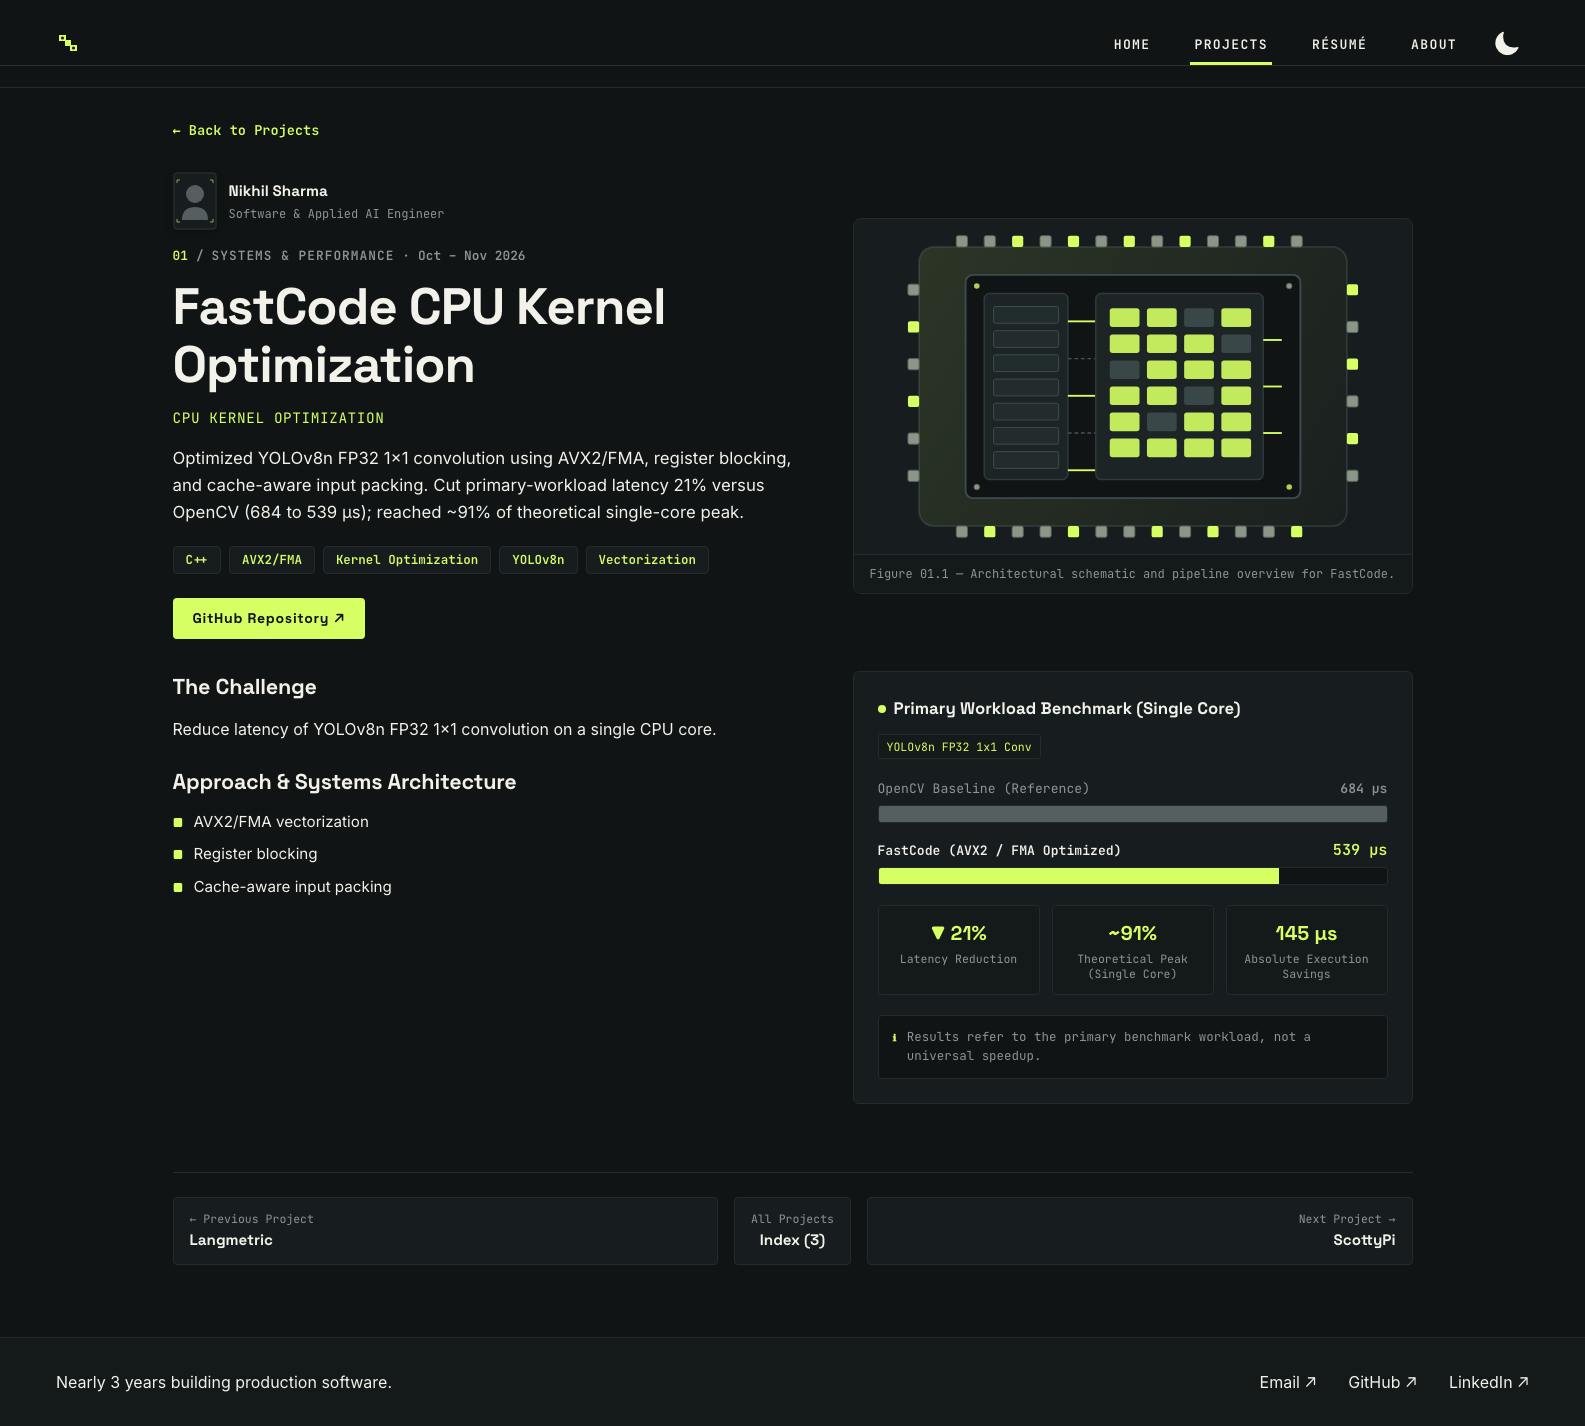 HOME PROJECTS RÉSUMÉ ABOUT
← Back to Projects
Nikhil Sharma
Software & Applied AI Engineer
01 / SYSTEMS & PERFORMANCE · Oct – Nov 2026
FastCode CPU Kernel
Optimization
CPU KERNEL OPTIMIZATION
Optimized YOLOv8n FP32 1×1 convolution using AVX2/FMA, register blocking,
and cache-aware input packing. Cut primary-workload latency 21% versus
OpenCV (684 to 539 µs); reached ~91% of theoretical single-core peak.
C++ AVX2/FMA Kernel Optimization YOLOv8n Vectorization
GitHub Repository ↗
Figure 01.1 — Architectural schematic and pipeline overview for FastCode.
The Challenge
Reduce latency of YOLOv8n FP32 1×1 convolution on a single CPU core.
Approach & Systems Architecture
AVX2/FMA vectorization
Register blocking
Cache-aware input packing
Primary Workload Benchmark (Single Core)
YOLOv8n FP32 1x1 Conv
OpenCV Baseline (Reference) 684 µs
FastCode (AVX2 / FMA Optimized) 539 µs
▼ 21%
Latency Reduction
~91%
Theoretical Peak
(Single Core)
145 µs
Absolute Execution
Savings
ℹ Results refer to the primary benchmark workload, not a
universal speedup.
← Previous Project
Langmetric
All Projects
Index (3)
Next Project →
ScottyPi
Nearly 3 years building production software.
Email ↗ GitHub ↗ LinkedIn ↗